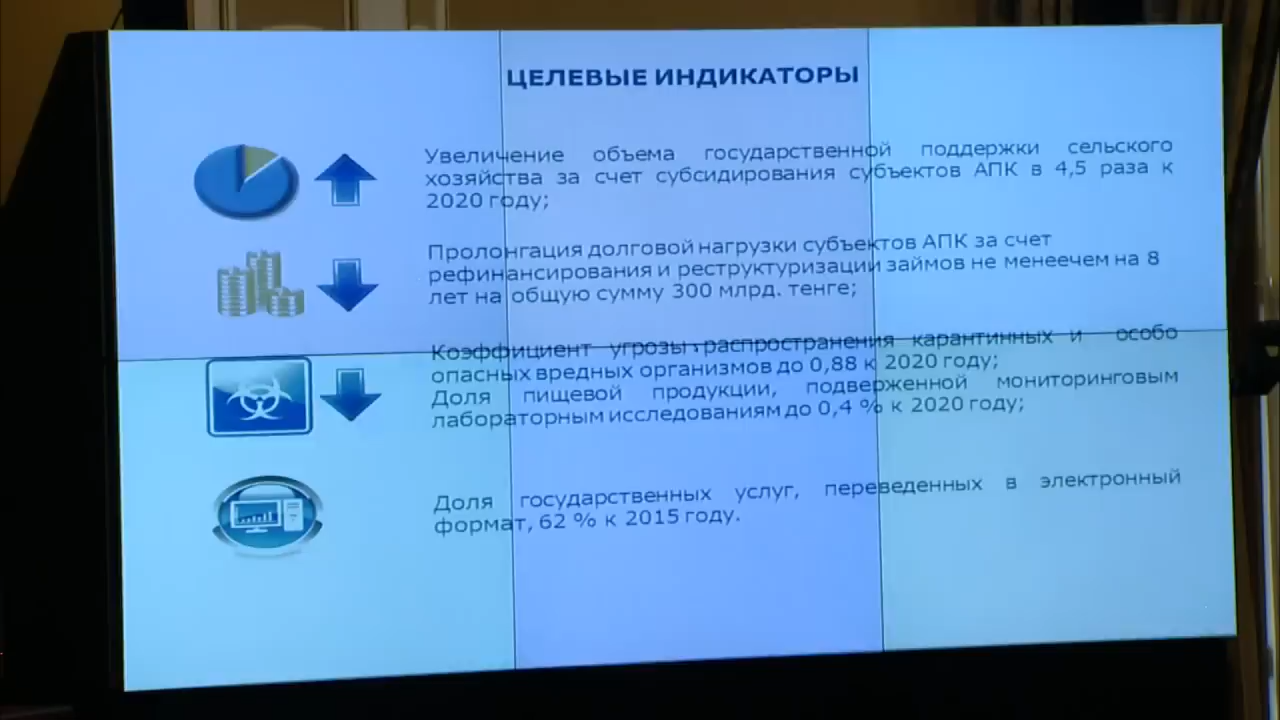 ЦЕЛЕВЫЕ ИНДИКАТОРЫ
Увеличение объема государственной поддержки сельского
хозяйства за счет субсидирования субъектов АПК в 4,5 раза к
2020 году;
Пролонгация долговой нагрузки субъектов АПК за счет
рефинансирования и реструктуризации займов не менеечем на 8
лет на общую сумму 300 млрд. тенге;
Коэффициент угрозы распространения карантинных и особо
опасных вредных организмов до 0,88 к 2020 году;
Доля пищевой продукции, подверженной мониторинговым
лабораторным исследованиям до 0,4 % к 2020 году;
Доля государственных услуг, переведенных в электронный
формат, 62 % к 2015 году.